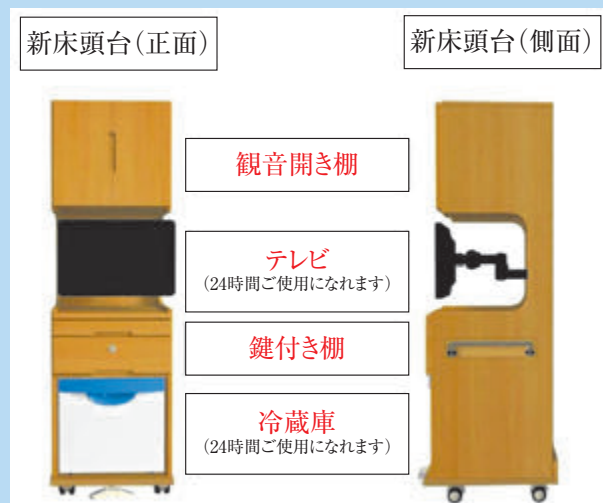 新床頭台（正面）
新床頭台（側面）
観音開き棚
テレビ
（24時間ご使用になれます）
鍵付き棚
冷蔵庫
（24時間ご使用になれます）